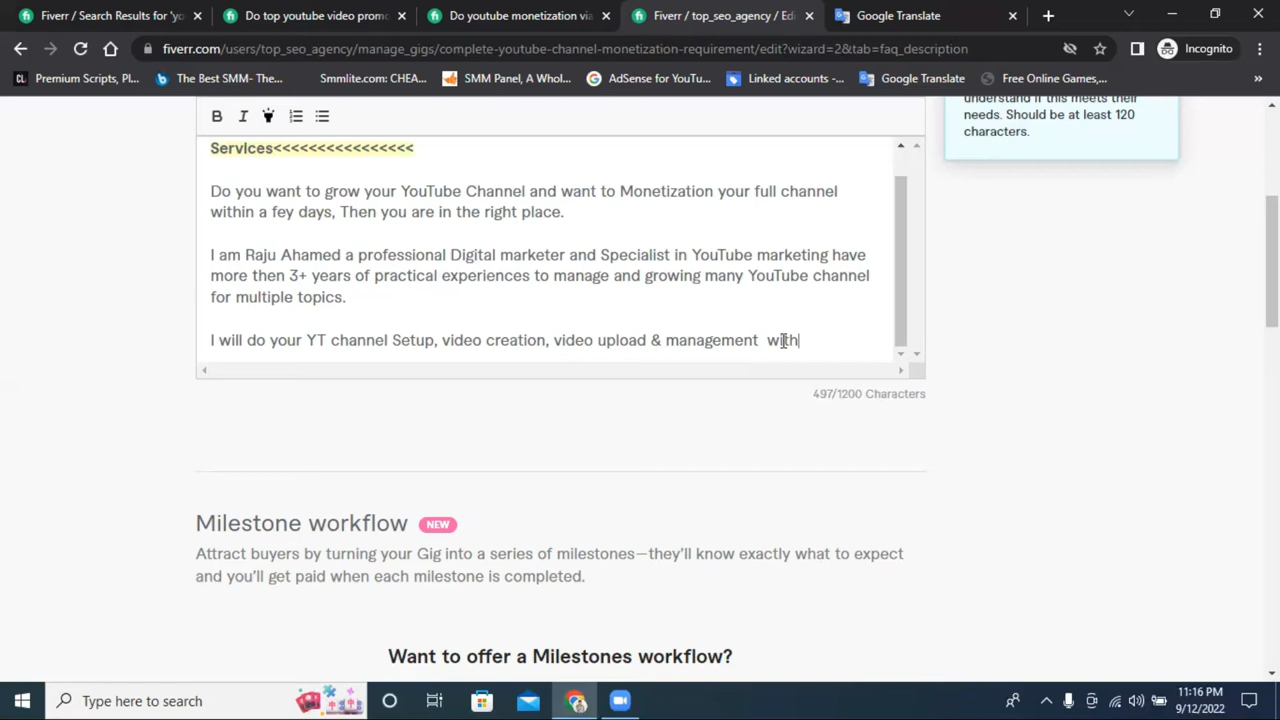 Fiverr / Search Results for 'yo
Do top youtube video promo
Do youtube monetization via
Fiverr / top_seo_agency / Edi
Google Translate
fiverr.com/users/top_seo_agency/manage_gigs/complete-youtube-channel-monetization-requirement/edit?wizard=2&tab=faq_description
Incognito
Premium Scripts, Pl...
The Best SMM- The...
Smmlite.com: CHEA...
SMM Panel, A Whol...
AdSense for YouTu...
Linked accounts -...
Google Translate
Free Online Games,...
»
understand if this meets their
needs. Should be at least 120
characters.
B I
Services<<<<<<<<<<<<<<<<
Do you want to grow your YouTube Channel and want to Monetization your full channel
within a fey days, Then you are in the right place.
I am Raju Ahamed a professional Digital marketer and Specialist in YouTube marketing have
more then 3+ years of practical experiences to manage and growing many YouTube channel
for multiple topics.
I will do your YT channel Setup, video creation, video upload & management  with
497/1200 Characters
Milestone workflow NEW
Attract buyers by turning your Gig into a series of milestones—they'll know exactly what to expect
and you'll get paid when each milestone is completed.
Want to offer a Milestones workflow?
Type here to search
11:16 PM
9/12/2022